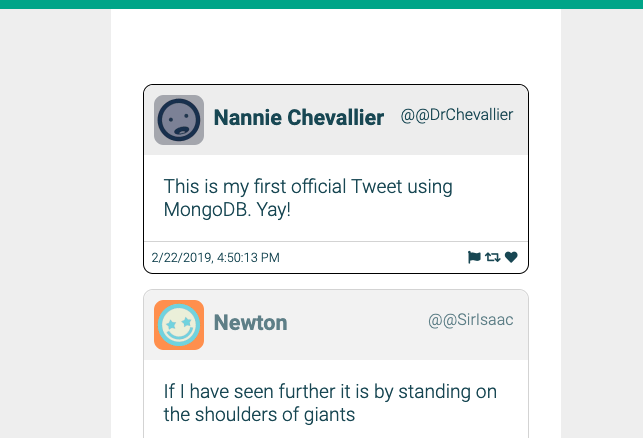 Nannie Chevallier @@DrChevallier
This is my first official Tweet using
MongoDB. Yay!
2/22/2019, 4:50:13 PM
Newton @@SirIsaac
If I have seen further it is by standing on
the shoulders of giants